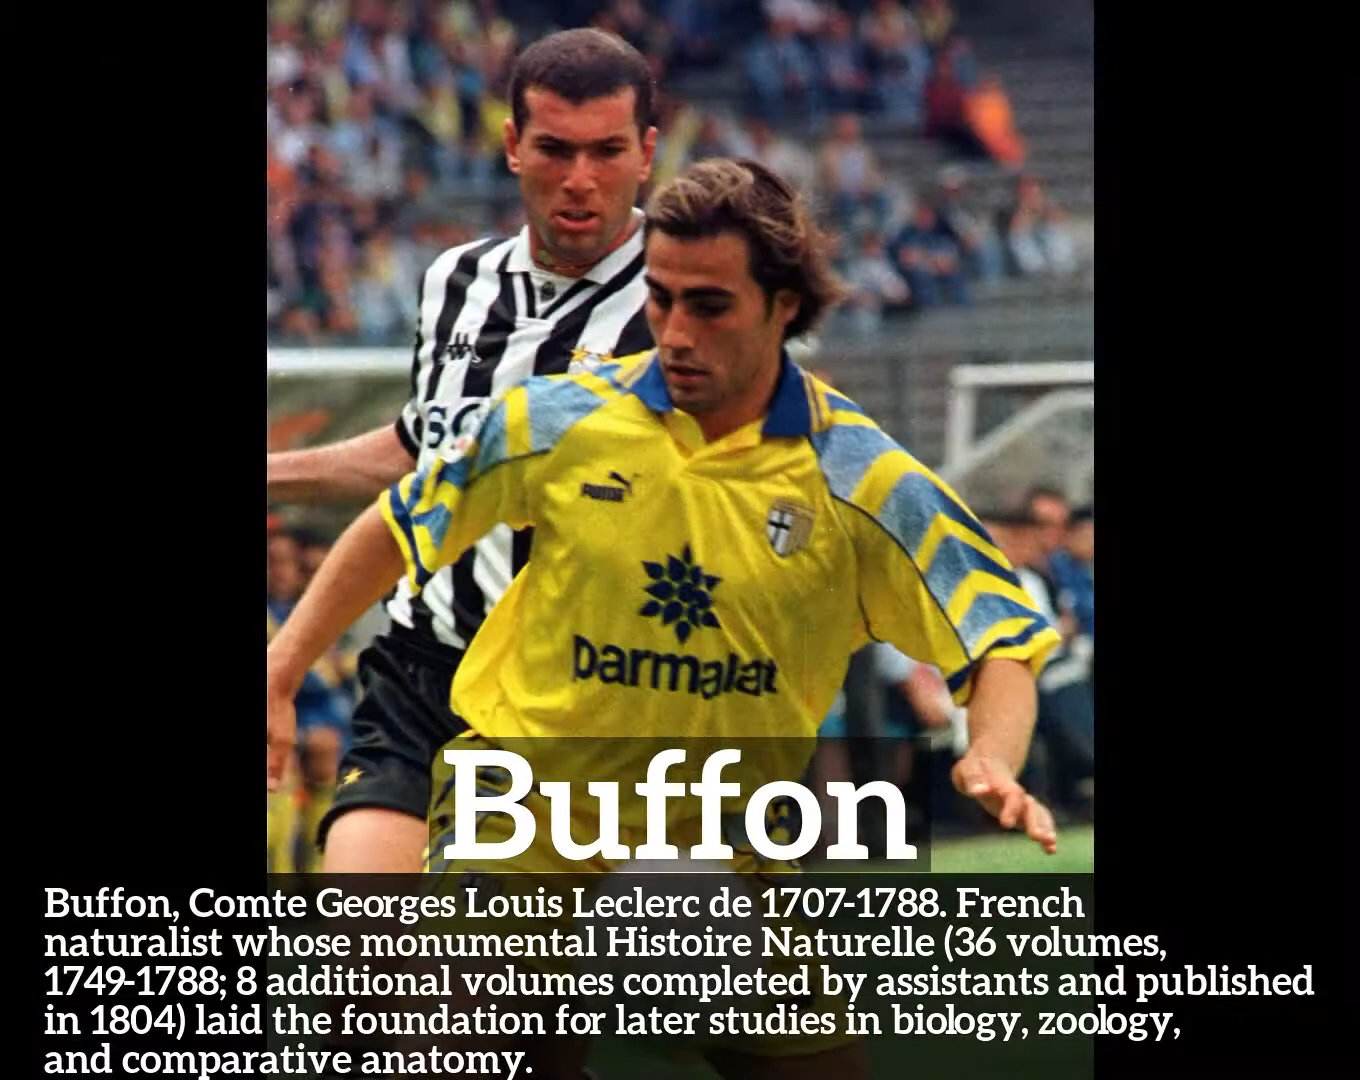 SC
PUMA
parmalat
Buffon
Buffon, Comte Georges Louis Leclerc de 1707-1788. French
naturalist whose monumental Histoire Naturelle (36 volumes,
1749-1788; 8 additional volumes completed by assistants and published
in 1804) laid the foundation for later studies in biology, zoology,
and comparative anatomy.